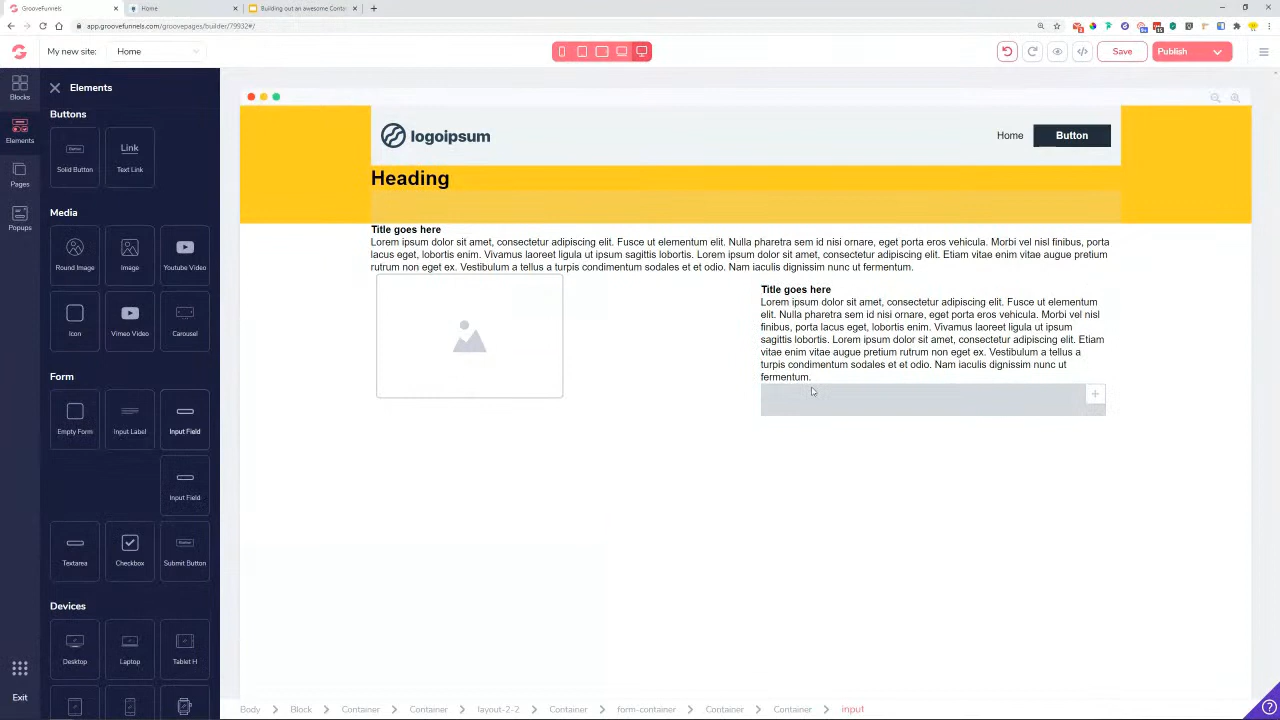 GrooveFunnels
Home
Building out an awesome Conta
app.groovefunnels.com/groovepages/builder/79932#/
My new site:
Home
Save
Publish
Blocks
Elements
Pages
Popups
Exit
Elements
Buttons
Solid Button
Link
Text Link
Media
Round Image
Image
Youtube Video
Icon
Vimeo Video
Carousel
Form
Empty Form
Input Label
Input Field
Input Field
Textarea
Checkbox
Submit Button
Devices
Desktop
Laptop
Tablet H
logoipsum
Home
Button
Heading
Title goes here
Lorem ipsum dolor sit amet, consectetur adipiscing elit. Fusce ut elementum elit. Nulla pharetra sem id nisi ornare, eget porta eros vehicula. Morbi vel nisl finibus, porta
lacus eget, lobortis enim. Vivamus laoreet ligula ut ipsum sagittis lobortis. Lorem ipsum dolor sit amet, consectetur adipiscing elit. Etiam vitae enim vitae augue pretium
rutrum non eget ex. Vestibulum a tellus a turpis condimentum sodales et et odio. Nam iaculis dignissim nunc ut fermentum.
Title goes here
Lorem ipsum dolor sit amet, consectetur adipiscing elit. Fusce ut elementum
elit. Nulla pharetra sem id nisi ornare, eget porta eros vehicula. Morbi vel nisl
finibus, porta lacus eget, lobortis enim. Vivamus laoreet ligula ut ipsum
sagittis lobortis. Lorem ipsum dolor sit amet, consectetur adipiscing elit. Etiam
vitae enim vitae augue pretium rutrum non eget ex. Vestibulum a tellus a
turpis condimentum sodales et et odio. Nam iaculis dignissim nunc ut
fermentum.
Body
Block
Container
Container
layout-2-2
Container
form-container
Container
Container
input